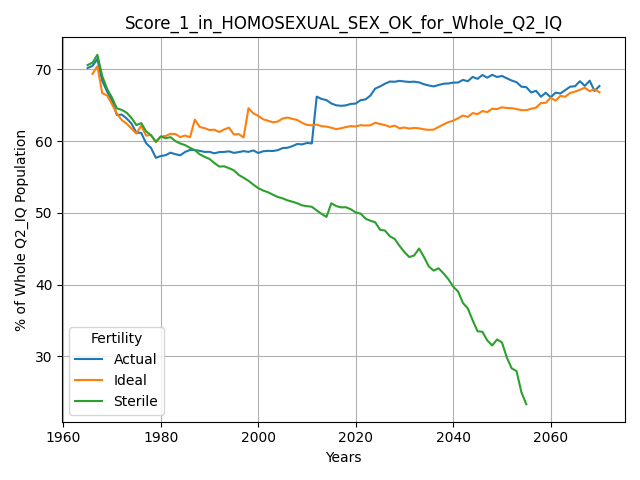 Score_1_in_HOMOSEXUAL_SEX_OK_for_Whole_Q2_IQ
% of Whole Q2_IQ Population
70
60
50
40
30
Fertility
Actual
Ideal
Sterile
1960 1980 2000 2020 2040 2060
Years